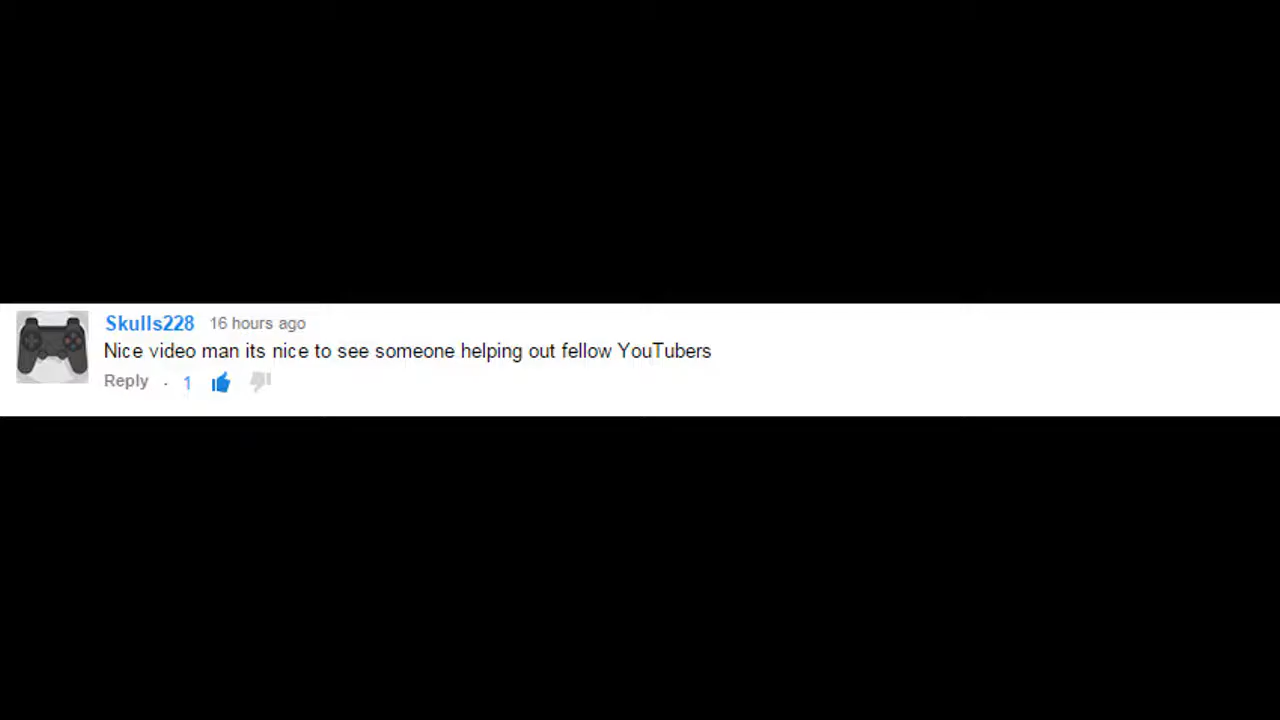 Skulls228 16 hours ago
Nice video man its nice to see someone helping out fellow YouTubers
Reply · 1